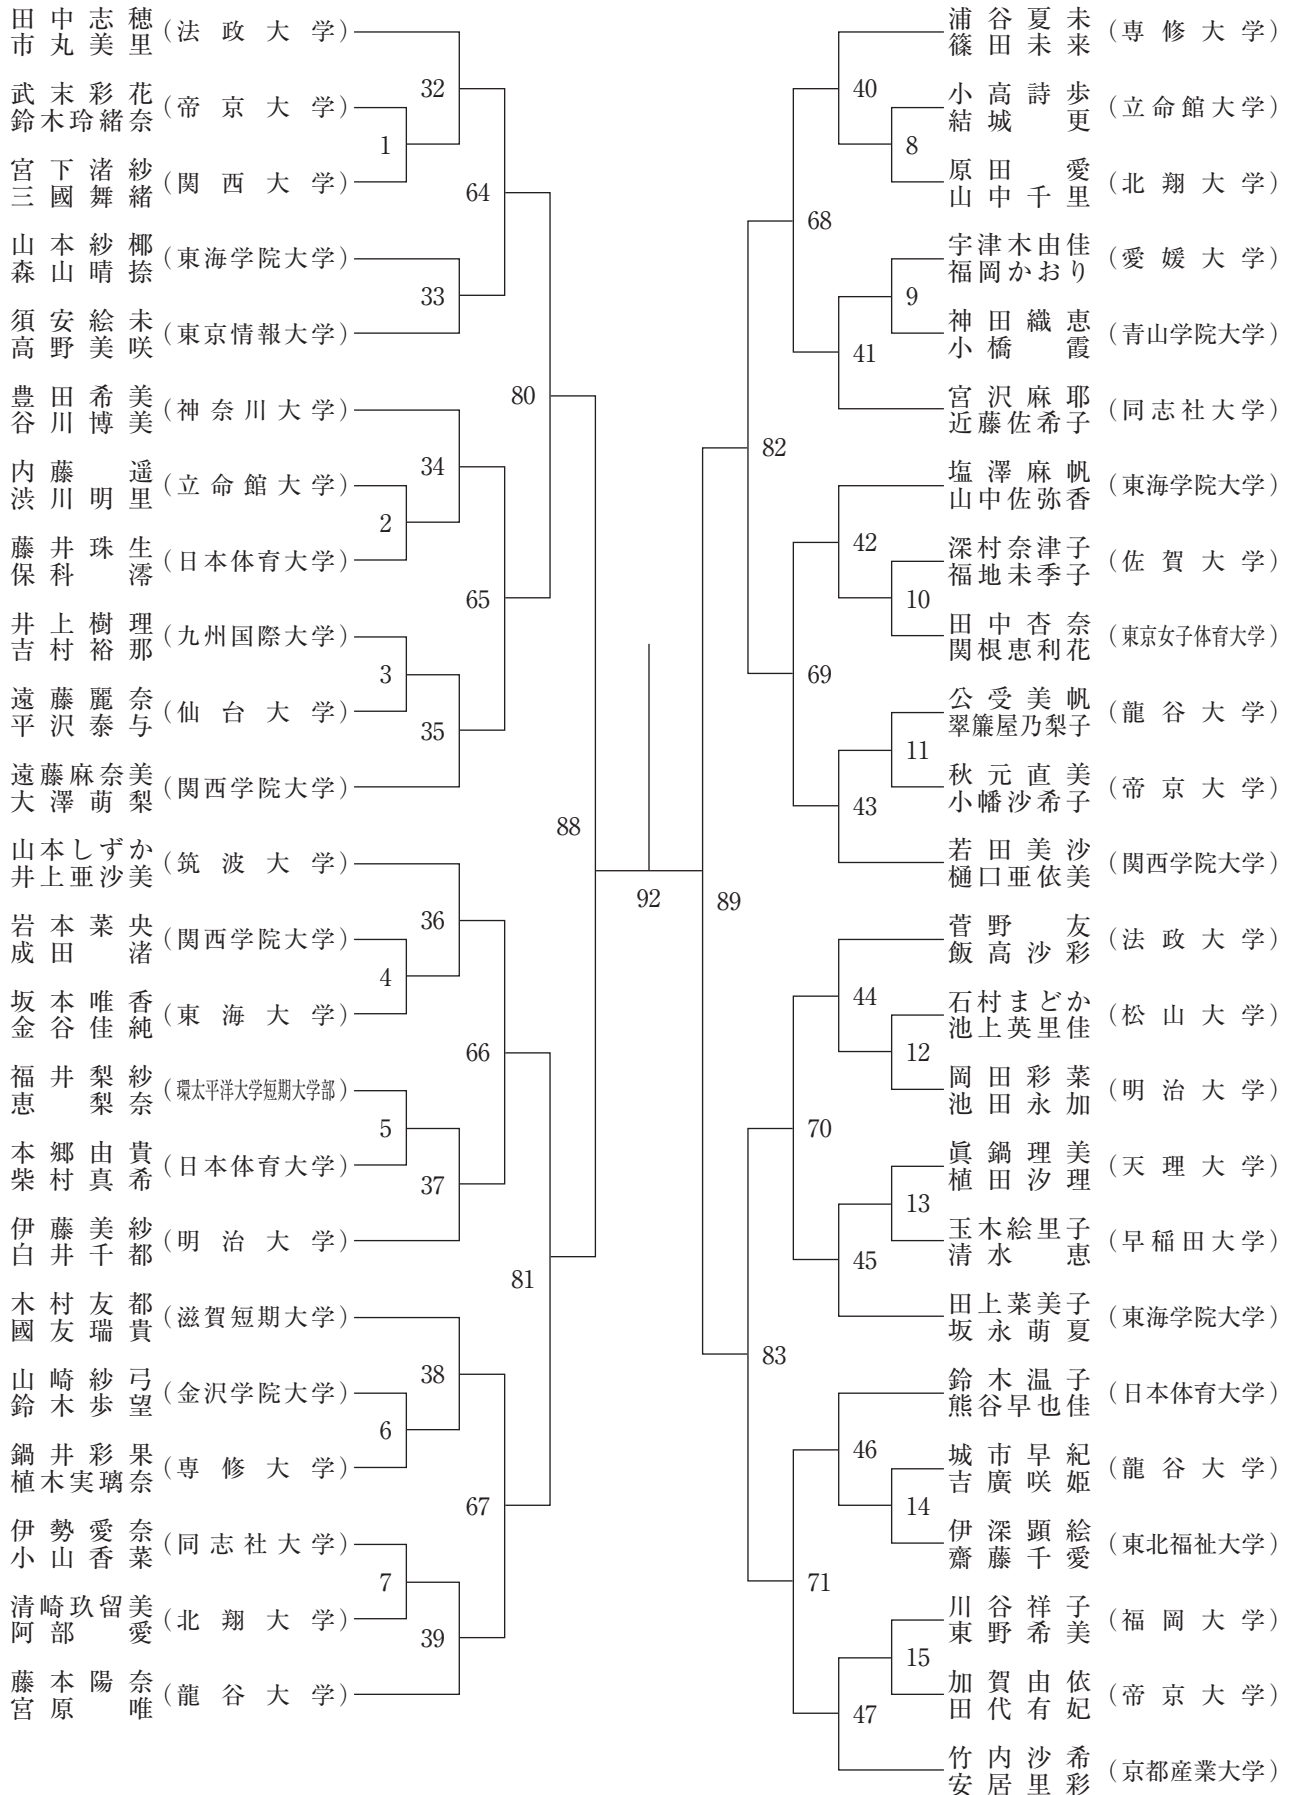 田中志穂
市丸美里
(法政大学)
武末彩花
鈴木玲緒奈
(帝京大学)
宮下渚紗
三國舞緒
(関西大学)
山本紗椰
森山晴捺
(東海学院大学)
須安絵未
高野美咲
(東京情報大学)
豊田希美
谷川博美
(神奈川大学)
内藤遥
渋川明里
(立命館大学)
藤井珠生
保科澪
(日本体育大学)
井上樹理
吉村裕那
(九州国際大学)
遠藤麗奈
平沢泰与
(仙台大学)
遠藤麻奈美
大澤萌梨
(関西学院大学)
山本しずか
井上亜沙美
(筑波大学)
岩本菜央
成田渚
(関西学院大学)
坂本唯香
金谷佳純
(東海大学)
福井梨紗
恵梨奈
(環太平洋大学短期大学部)
本郷由貴
柴村真希
(日本体育大学)
伊藤美紗
白井千都
(明治大学)
木村友都
國友瑞貴
(滋賀短期大学)
山崎紗弓
鈴木歩望
(金沢学院大学)
鍋井彩果
植木実璃奈
(専修大学)
伊勢愛奈
小山香菜
(同志社大学)
清崎玖留美
阿部愛
(北翔大学)
藤本陽奈
宮原唯
(龍谷大学)
32
1
64
33
80
34
2
65
3
35
88
36
4
66
5
37
81
38
6
67
7
39
92
89
浦谷夏未
篠田未来
(専修大学)
小高詩歩
結城更
(立命館大学)
原田愛
山中千里
(北翔大学)
宇津木由佳
福岡かおり
(愛媛大学)
神田織恵
小橋霞
(青山学院大学)
宮沢麻耶
近藤佐希子
(同志社大学)
塩澤麻帆
山中佐弥香
(東海学院大学)
深村奈津子
福地未季子
(佐賀大学)
田中杏奈
関根恵利花
(東京女子体育大学)
公受美帆
翠簾屋乃梨子
(龍谷大学)
秋元直美
小幡沙希子
(帝京大学)
若田美沙
樋口亜依美
(関西学院大学)
菅野友
飯高沙彩
(法政大学)
石村まどか
池上英里佳
(松山大学)
岡田彩菜
池田永加
(明治大学)
眞鍋理美
植田汐理
(天理大学)
玉木絵里子
清水恵
(早稲田大学)
田上菜美子
坂永萌夏
(東海学院大学)
鈴木温子
熊谷早也佳
(日本体育大学)
城市早紀
吉廣咲姫
(龍谷大学)
伊深顕絵
齋藤千愛
(東北福祉大学)
川谷祥子
東野希美
(福岡大学)
加賀由依
田代有妃
(帝京大学)
竹内沙希
安居里彩
(京都産業大学)
40
8
68
9
41
82
42
10
69
11
43
44
12
70
13
45
83
46
14
71
15
47